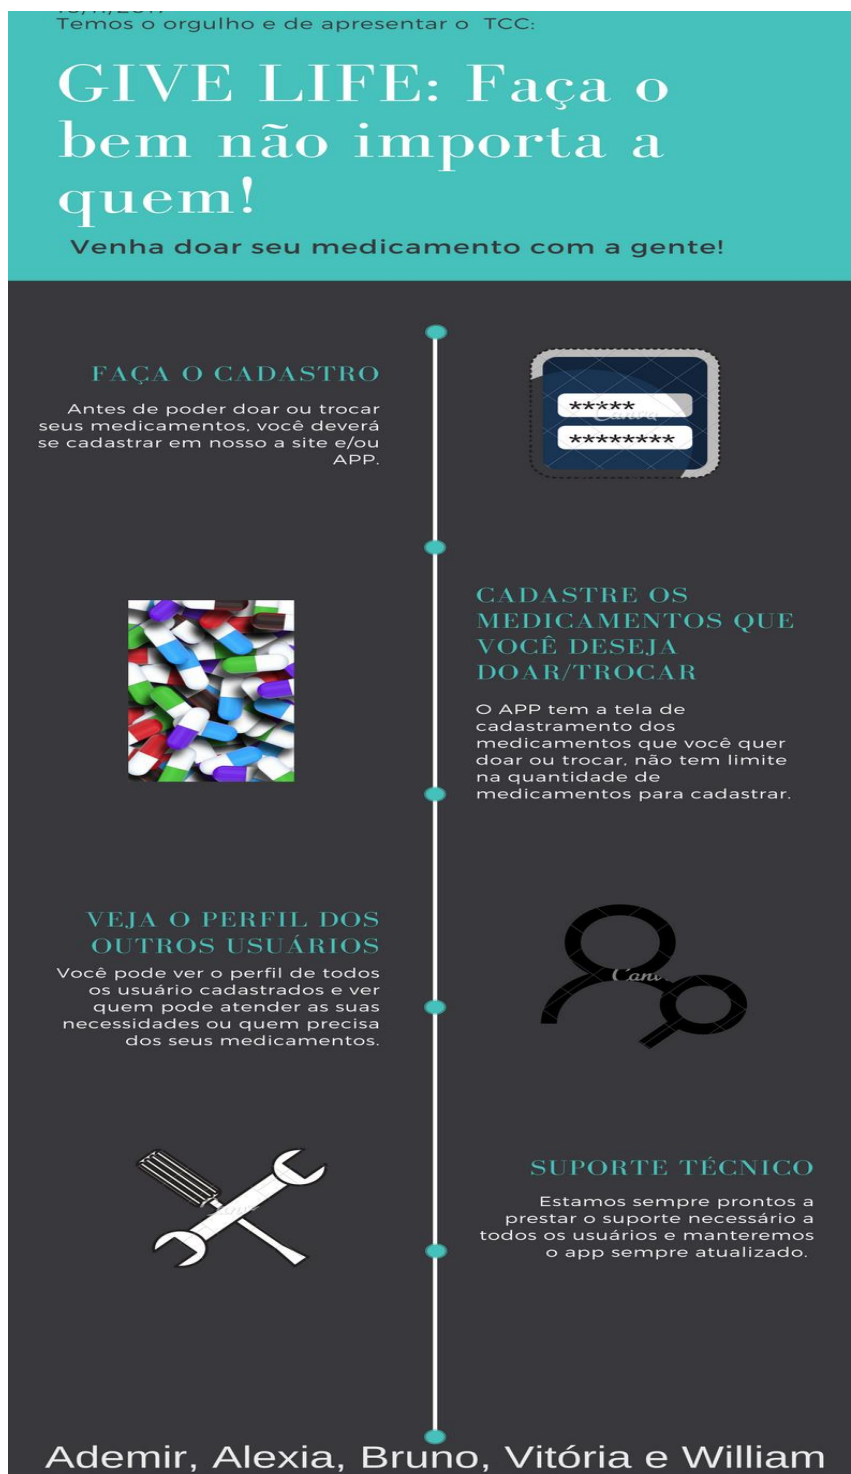 Temos o orgulho e de apresentar o TCC:
GIVE LIFE: Faça o
bem não importa a
quem!
Venha doar seu medicamento com a gente!
FAÇA O CADASTRO
Antes de poder doar ou trocar
seus medicamentos, você deverá
se cadastrar em nosso a site e/ou
APP.
*****
Canva
********
CADASTRE OS
MEDICAMENTOS QUE
VOCÊ DESEJA
DOAR/TROCAR
O APP tem a tela de
cadastramento dos
medicamentos que você quer
doar ou trocar, não tem limite
na quantidade de
medicamentos para cadastrar.
VEJA O PERFIL DOS
OUTROS USUÁRIOS
Você pode ver o perfil de todos
os usuário cadastrados e ver
quem pode atender as suas
necessidades ou quem precisa
dos seus medicamentos.
SUPORTE TÉCNICO
Estamos sempre prontos a
prestar o suporte necessário a
todos os usuários e manteremos
o app sempre atualizado.
Ademir, Alexia, Bruno, Vitória e William